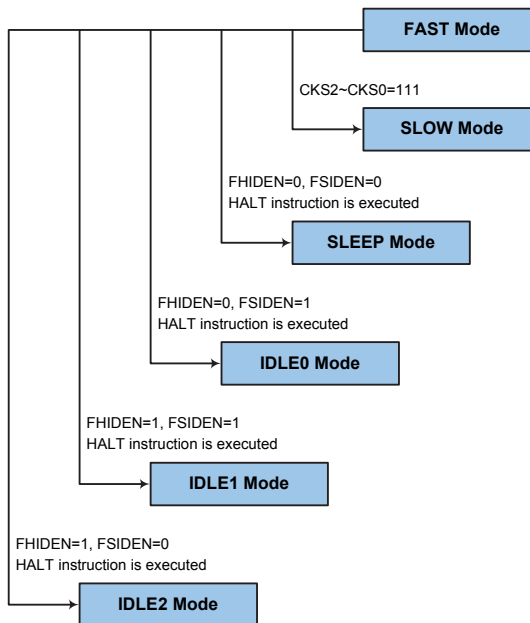 FAST Mode
CKS2~CKS0=111
SLOW Mode
FHIDEN=0, FSIDEN=0
HALT instruction is executed
SLEEP Mode
FHIDEN=0, FSIDEN=1
HALT instruction is executed
IDLE0 Mode
FHIDEN=1, FSIDEN=1
HALT instruction is executed
IDLE1 Mode
FHIDEN=1, FSIDEN=0
HALT instruction is executed
IDLE2 Mode